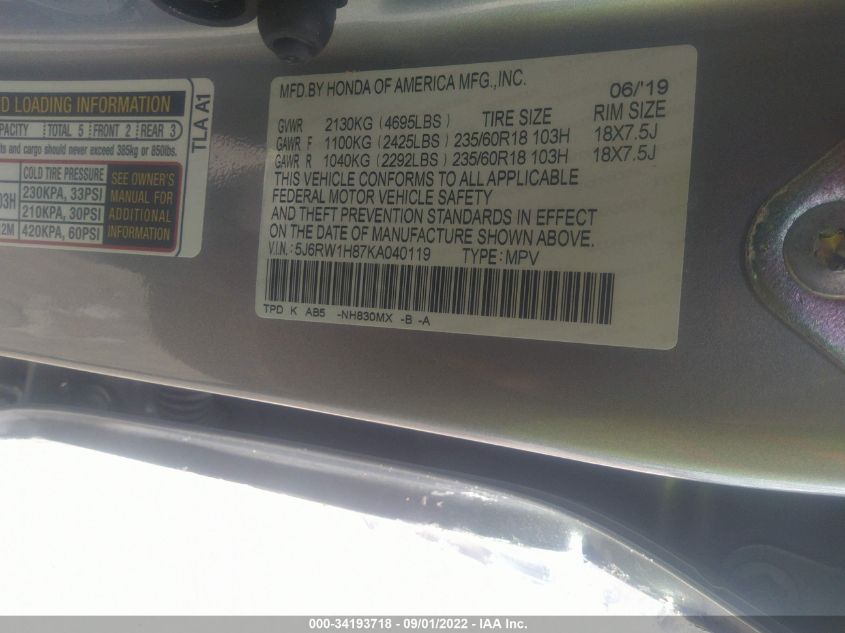 D LOADING INFORMATION
TLA A1
PACITY TOTAL 5 FRONT 2 REAR 3
nts and cargo should never exceed 385kg or 850lbs.
COLD TIRE PRESSURE
SEE OWNER'S
MANUAL FOR
ADDITIONAL
INFORMATION
03H 230KPA, 33PSI
210KPA, 30PSI
2M 420KPA, 60PSI
MFD.BY HONDA OF AMERICA MFG.,INC. 06/'19
GVWR 2130KG (4695LBS) TIRE SIZE RIM SIZE
GAWR F 1100KG (2425LBS) 235/60R18 103H 18X7.5J
GAWR R 1040KG (2292LBS) 235/60R18 103H 18X7.5J
THIS VEHICLE CONFORMS TO ALL APPLICABLE
FEDERAL MOTOR VEHICLE SAFETY
AND THEFT PREVENTION STANDARDS IN EFFECT
ON THE DATE OF MANUFACTURE SHOWN ABOVE.
V.I.N.: 5J6RW1H87KA040119 TYPE: MPV
TPD K AB5 -NH830MX -B -A
000-34193718 - 09/01/2022 - IAA Inc.